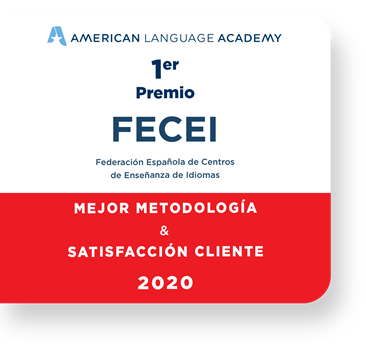 AMERICAN LANGUAGE ACADEMY
1er
Premio
FECEI
Federación Española de Centros
de Enseñanza de Idiomas
MEJOR METODOLOGÍA
&
SATISFACCIÓN CLIENTE
2020